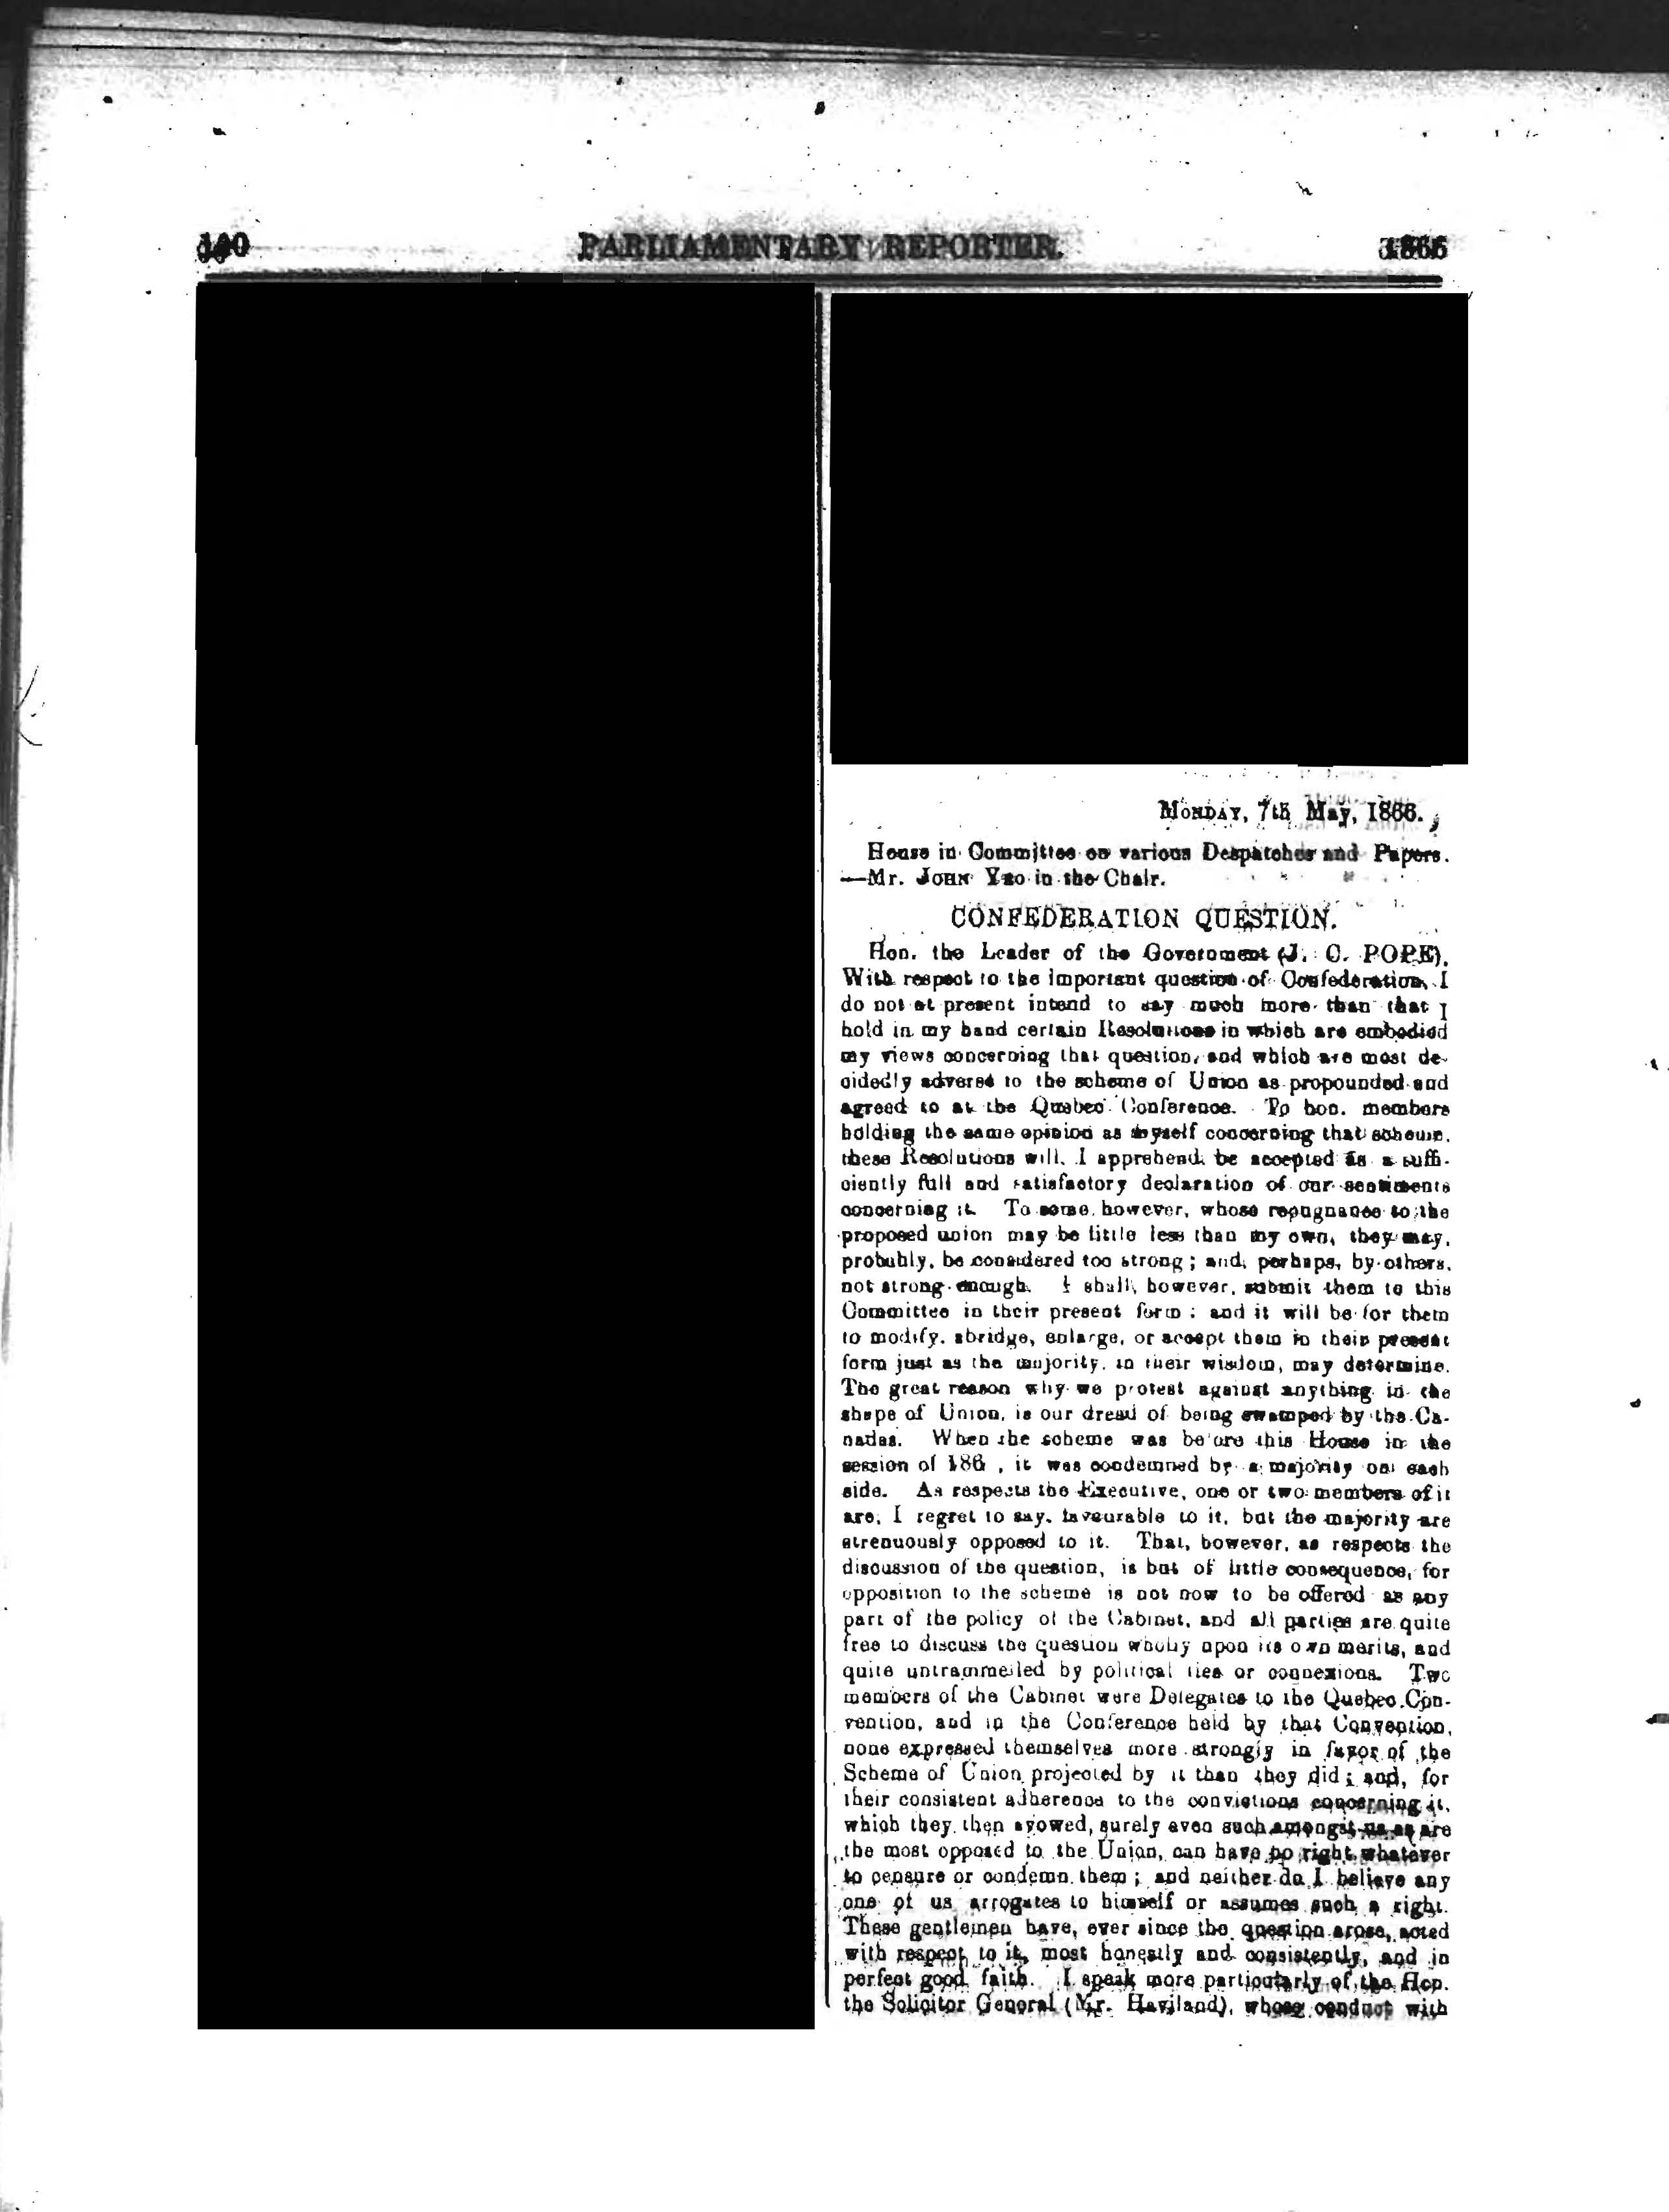 PARLIAMENTARY REPORTER.
1866
MONDAY, 7th May, 1866.
House in Committee on various Despatches and Papers.
—Mr. JOHN YEO in the Chair.
CONFEDERATION QUESTION.
Hon. the Leader of the Government (J. C. POPE).
With respect to the important question of Confederation, I
do not at present intend to say much more than that I
hold in my hand certain Resolutions in which are embodied
my views concerning that question, and which are most de-
cidedly adverse to the scheme of Union as propounded and
agreed to at the Quebec Conference. To hon. members
holding the same opinion as myself concerning that scheme,
these Resolutions will, I apprehend, be accepted as a suffi-
ciently full and satisfactory declaration of our sentiments
concerning it. To some, however, whose repugnance to the
proposed union may be little less than my own, they may,
probably, be considered too strong; and, perhaps, by others,
not strong enough. I shall, however, submit them to this
Committee in their present form; and it will be for them
to modify, abridge, enlarge, or accept them in their present
form just as the majority, in their wisdom, may determine.
The great reason why we protest against anything in the
shape of Union, is our dread of being swamped by the Ca-
nadas. When the scheme was before this House in the
session of 186 , it was condemned by a majority on each
side. As respects the Executive, one or two members of it
are, I regret to say, favourable to it, but the majority are
strenuously opposed to it. That, however, as respects the
discussion of the question, is but of little consequence, for
opposition to the scheme is not now to be offered as any
part of the policy of the Cabinet, and all parties are quite
free to discuss the question wholly upon its own merits, and
quite untrammelled by political ties or connexions. Two
members of the Cabinet were Delegates to the Quebec Con-
vention, and in the Conference held by that Convention,
none expressed themselves more strongly in favor of the
Scheme of Union projected by it than they did; and, for
their consistent adherence to the convictions concerning it,
which they then avowed, surely even such amongst us as are
the most opposed to the Union, can have no right whatever
to censure or condemn them; and neither do I believe any
one of us arrogates to himself or assumes such a right.
These gentlemen have, ever since the question arose, acted
with respect to it, most honestly and consistently, and in
perfect good faith. I speak more particularly of the Hon.
the Solicitor General (Mr. Haviland), whose conduct with